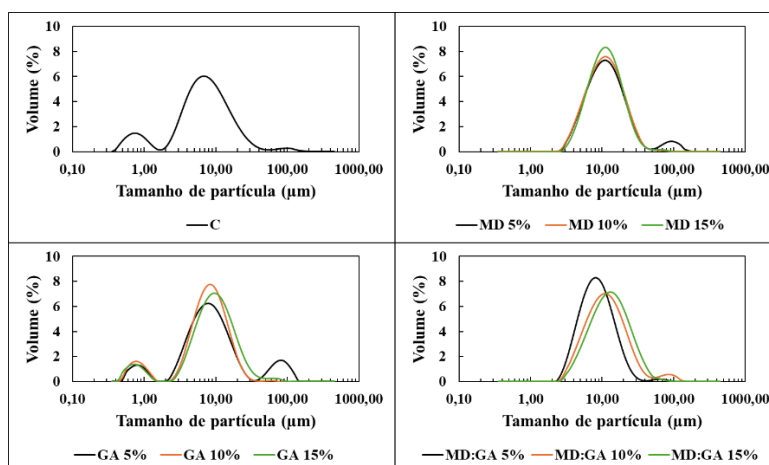 Volume (%)
10
8
6
4
2
0
0,10 1,00 10,00 100,00 1000,00
Tamanho de partícula (µm)
C
Volume (%)
10
8
6
4
2
0
0,10 1,00 10,00 100,00 1000,00
Tamanho de partícula (µm)
MD 5% MD 10% MD 15%
Volume (%)
10
8
6
4
2
0
0,10 1,00 10,00 100,00 1000,00
Tamanho de partícula (µm)
GA 5% GA 10% GA 15%
Volume (%)
10
8
6
4
2
0
0,10 1,00 10,00 100,00 1000,00
Tamanho de partícula (µm)
MD:GA 5% MD:GA 10% MD:GA 15%